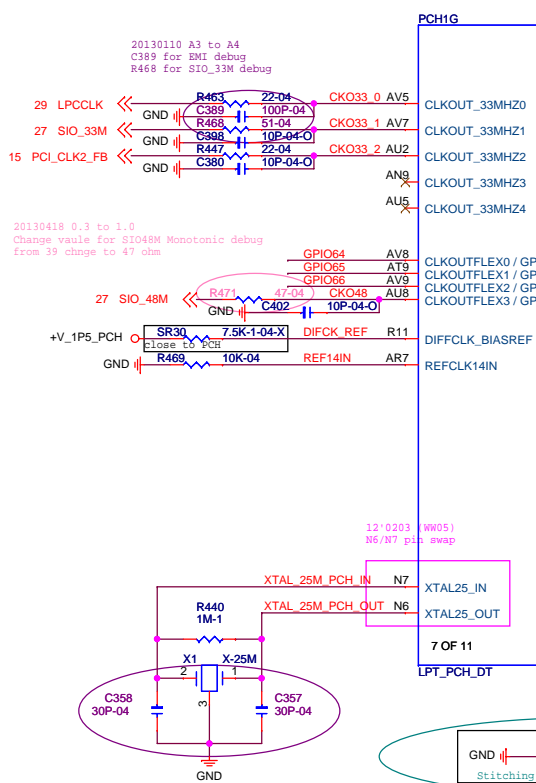 PCH1G
20130110 A3 to A4
C389 for EMI debug
R468 for SIO_33M debug
R463 22-04
29 LPCCLK CKO33_0 AV5 CLKOUT_33MHZ0
GND C389 100P-04
R468 51-04
27 SIO_33M CKO33_1 AV7 CLKOUT_33MHZ1
GND C398 10P-04-O
R447 22-04
15 PCI_CLK2_FB CKO33_2 AU2 CLKOUT_33MHZ2
GND C380 10P-04-O
AN9 CLKOUT_33MHZ3
AU5 CLKOUT_33MHZ4
20130418 0.3 to 1.0
Change vaule for SIO48M Monotonic debug
from 39 chnge to 47 ohm
GPIO64 AV8 CLKOUTFLEX0 / GP
GPIO65 AT9 CLKOUTFLEX1 / GP
GPIO66 AV9 CLKOUTFLEX2 / GP
27 SIO_48M R471 47-04 CKO48 AU8 CLKOUTFLEX3 / GP
GND C402 10P-04-O
+V_1P5_PCH SR30 7.5K-1-04-X DIFCK_REF R11 DIFFCLK_BIASREF
close to PCH
GND R469 10K-04 REF14IN AR7 REFCLK14IN
12'0203 (WW05)
N6/N7 pin swap
XTAL_25M_PCH_IN N7 XTAL25_IN
XTAL_25M_PCH_OUT N6 XTAL25_OUT
R440
1M-1
7 OF 11
X1 X-25M
2 1
LPT_PCH_DT
C358
30P-04
3
C357
30P-04
GND
GND
Stitching